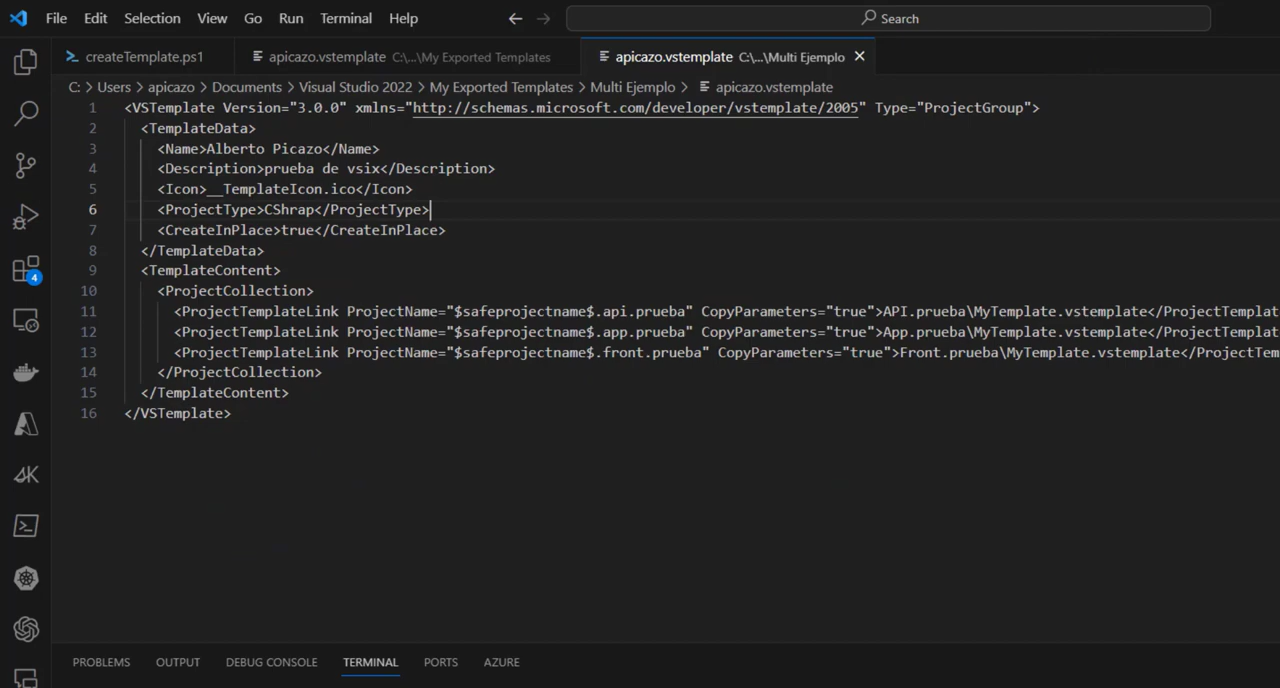 File Edit Selection View Go Run Terminal Help Search
createTemplate.ps1 apicazo.vstemplate C:\...\My Exported Templates apicazo.vstemplate C:\...\Multi Ejemplo
C: > Users > apicazo > Documents > Visual Studio 2022 > My Exported Templates > Multi Ejemplo > apicazo.vstemplate
1 <VSTemplate Version="3.0.0" xmlns="http://schemas.microsoft.com/developer/vstemplate/2005" Type="ProjectGroup">
2 <TemplateData>
3 <Name>Alberto Picazo</Name>
4 <Description>prueba de vsix</Description>
5 <Icon>__TemplateIcon.ico</Icon>
6 <ProjectType>CShrap</ProjectType>
7 <CreateInPlace>true</CreateInPlace>
8 </TemplateData>
9 <TemplateContent>
10 <ProjectCollection>
11 <ProjectTemplateLink ProjectName="$safeprojectname$.api.prueba" CopyParameters="true">API.prueba\MyTemplate.vstemplate</ProjectTemplat
12 <ProjectTemplateLink ProjectName="$safeprojectname$.app.prueba" CopyParameters="true">App.prueba\MyTemplate.vstemplate</ProjectTemplat
13 <ProjectTemplateLink ProjectName="$safeprojectname$.front.prueba" CopyParameters="true">Front.prueba\MyTemplate.vstemplate</ProjectTem
14 </ProjectCollection>
15 </TemplateContent>
16 </VSTemplate>
4
PROBLEMS OUTPUT DEBUG CONSOLE TERMINAL PORTS AZURE